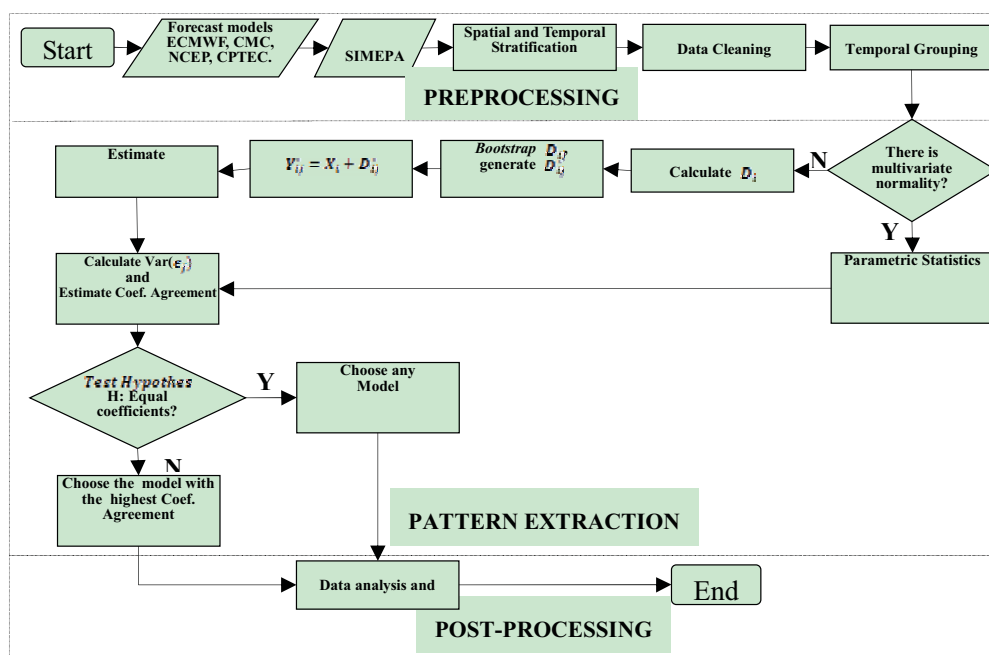 Start
Forecast models
ECMWF, CMC,
NCEP, CPTEC.
SIMEPA
Spatial and Temporal
Stratification
Data Cleaning
Temporal Grouping
PREPROCESSING
There is
multivariate
normality?
N
Y
Calculate Dᵢ
Bootstrap
generate
Estimate
Parametric Statistics
Calculate Var(εⱼ)
and
Estimate Coef. Agreement
Test Hypothes
H: Equal
coefficients?
Y
Choose any
Model
N
Choose the model with
the highest Coef.
Agreement
PATTERN EXTRACTION
Data analysis and
End
POST-PROCESSING